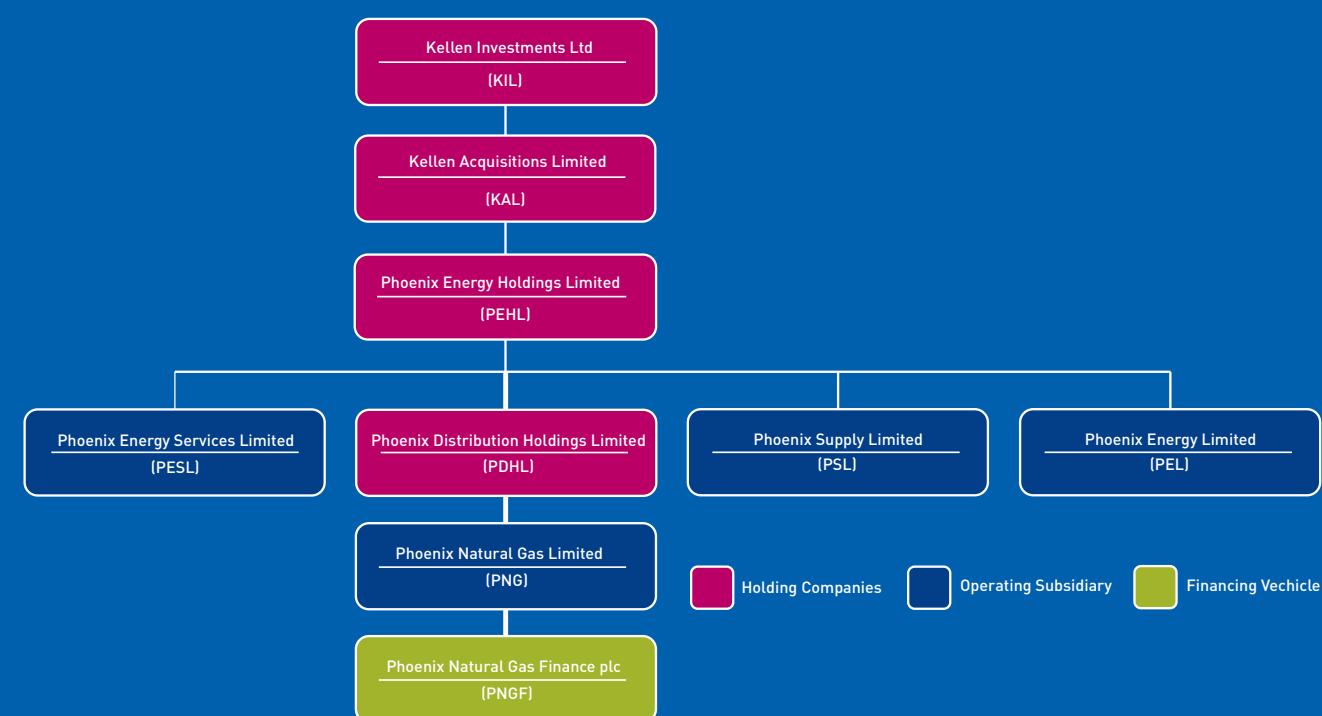 Kellen Investments Ltd
(KIL)
Kellen Acquisitions Limited
(KAL)
Phoenix Energy Holdings Limited
(PEHL)
Phoenix Energy Services Limited
(PESL)
Phoenix Distribution Holdings Limited
(PDHL)
Phoenix Supply Limited
(PSL)
Phoenix Energy Limited
(PEL)
Phoenix Natural Gas Limited
(PNG)
Holding Companies
Operating Subsidiary
Financing Vechicle
Phoenix Natural Gas Finance plc
(PNGF)